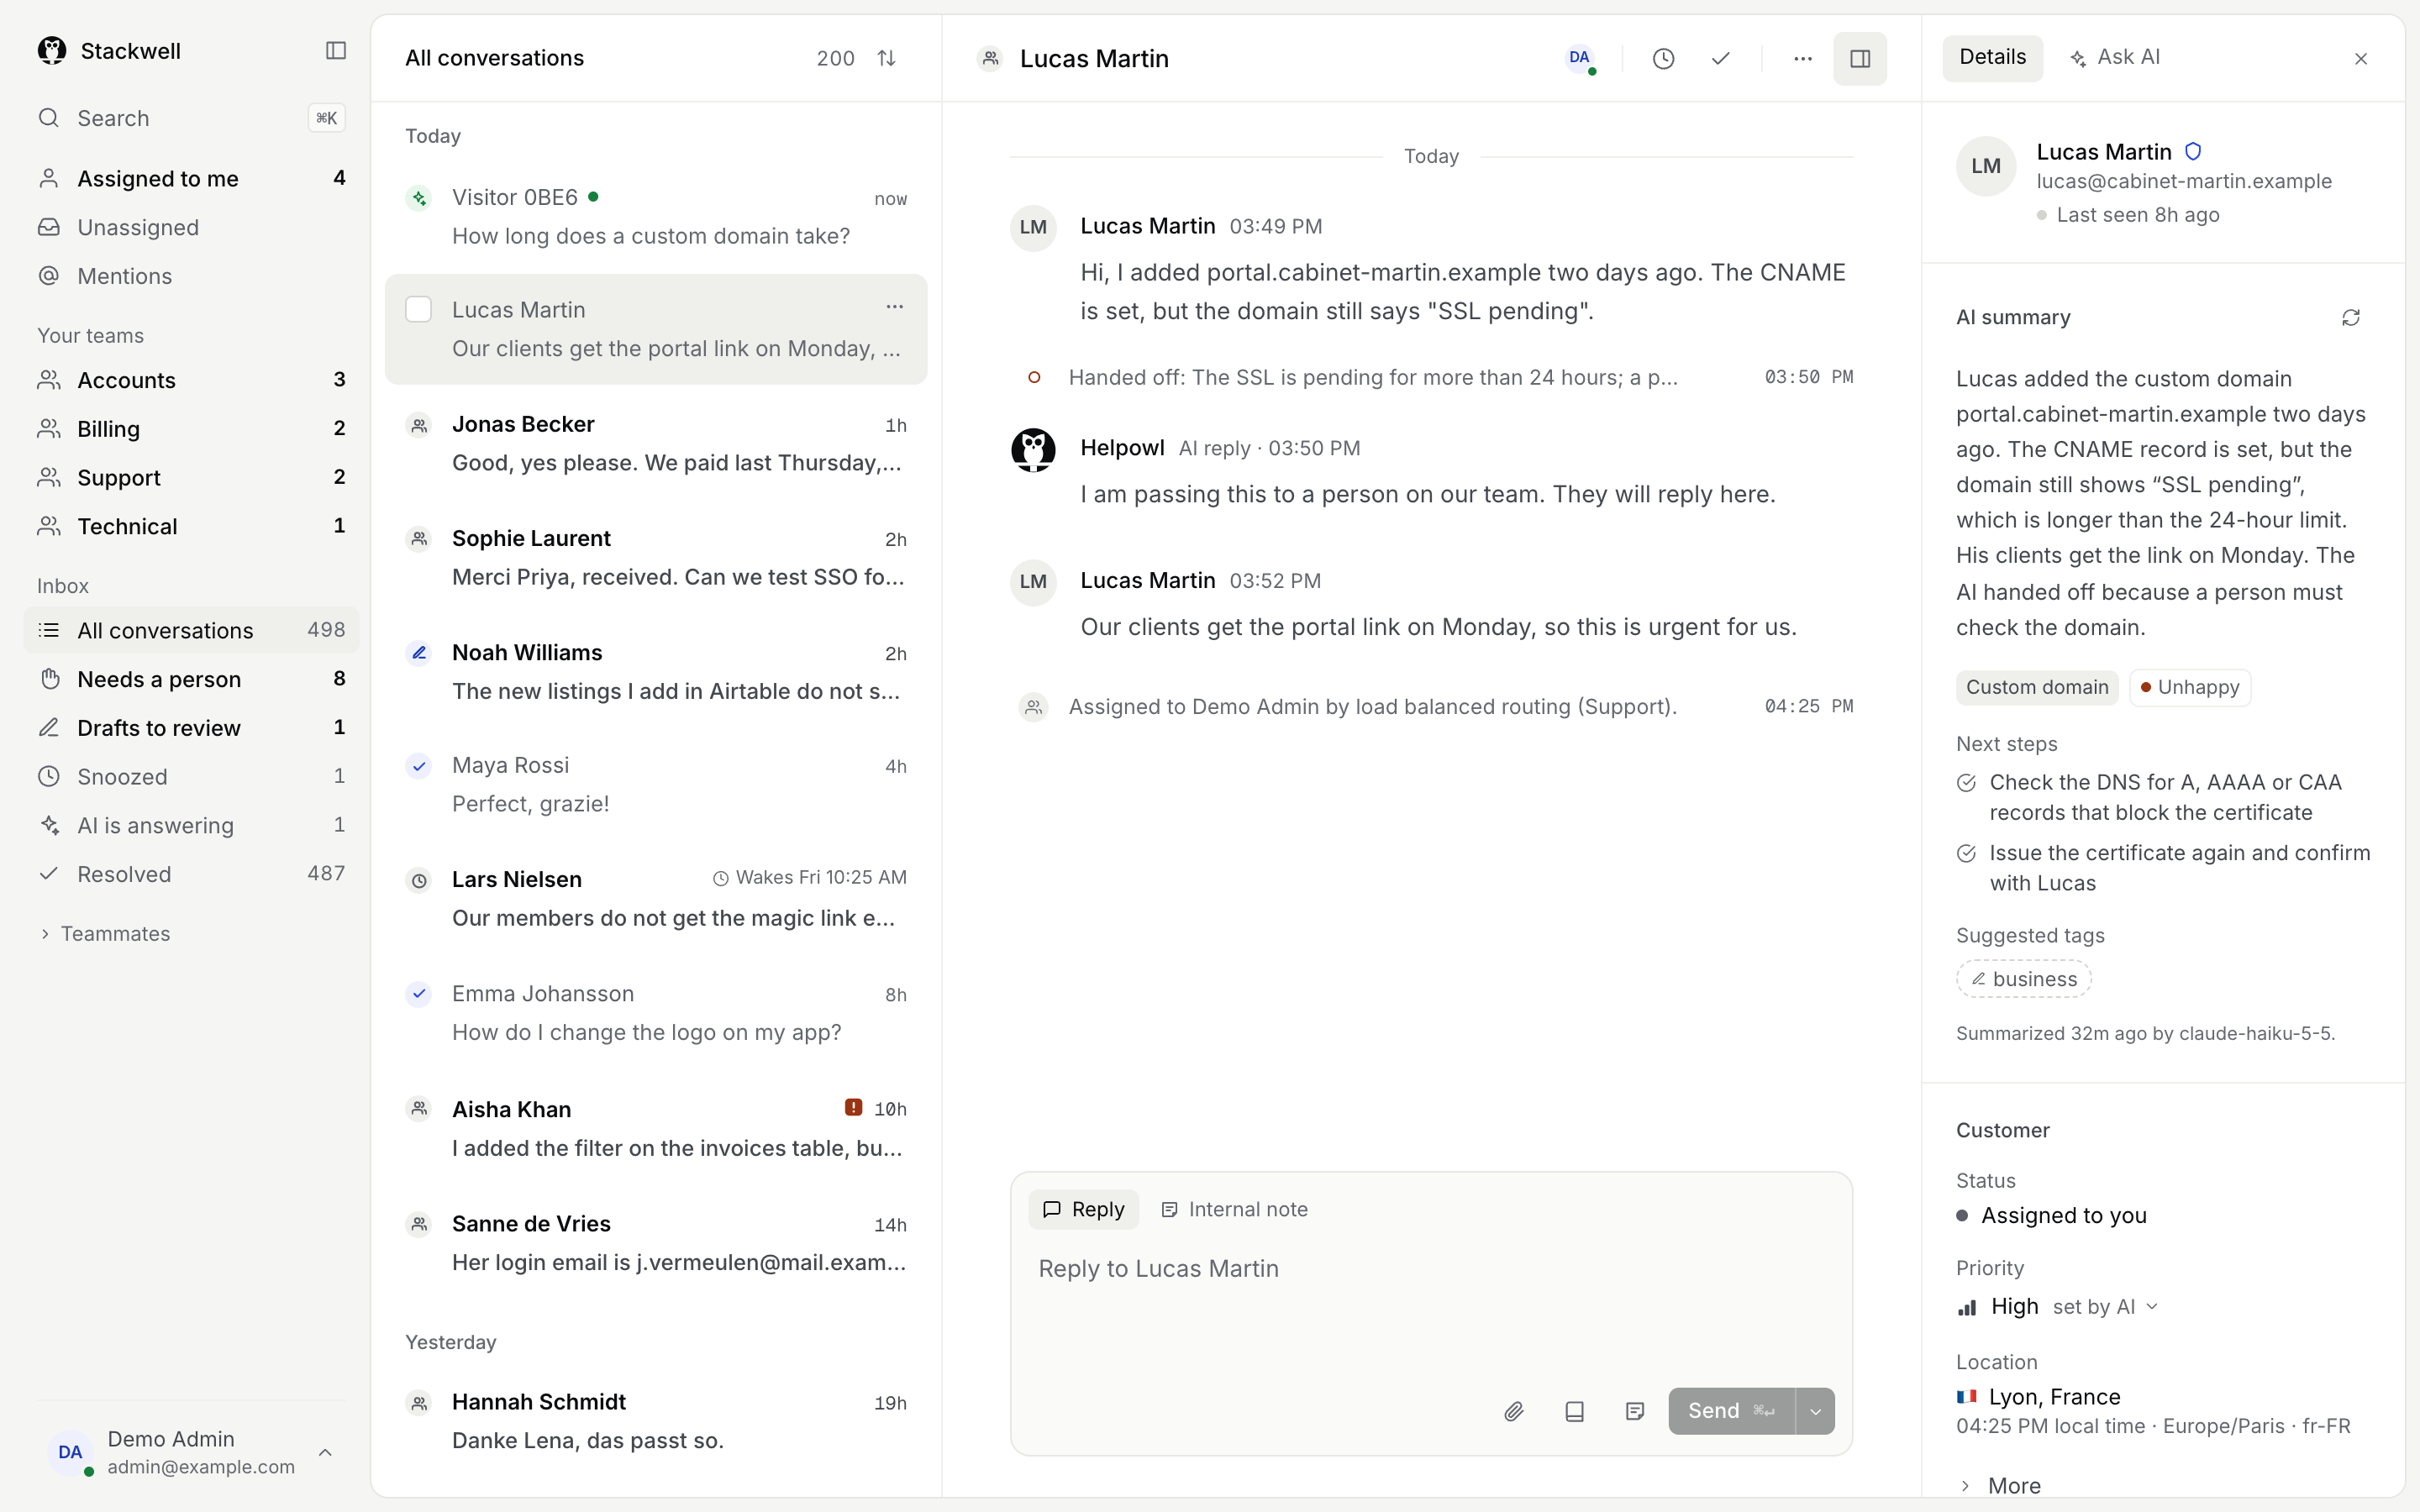 Stackwell
Search ⌘K
Assigned to me 4
Unassigned
Mentions
Your teams
Accounts 3
Billing 2
Support 2
Technical 1
Inbox
All conversations 498
Needs a person 8
Drafts to review 1
Snoozed 1
AI is answering 1
Resolved 487
Teammates
DA
Demo Admin
admin@example.com
All conversations 200
Today
Visitor 0BE6 now
How long does a custom domain take?
Lucas Martin
Our clients get the portal link on Monday, ...
Jonas Becker 1h
Good, yes please. We paid last Thursday,...
Sophie Laurent 2h
Merci Priya, received. Can we test SSO fo...
Noah Williams 2h
The new listings I add in Airtable do not s...
Maya Rossi 4h
Perfect, grazie!
Lars Nielsen Wakes Fri 10:25 AM
Our members do not get the magic link e...
Emma Johansson 8h
How do I change the logo on my app?
Aisha Khan 10h
I added the filter on the invoices table, bu...
Sanne de Vries 14h
Her login email is j.vermeulen@mail.exam...
Yesterday
Hannah Schmidt 19h
Danke Lena, das passt so.
Lucas Martin DA
Today
LM Lucas Martin 03:49 PM
Hi, I added portal.cabinet-martin.example two days ago. The CNAME
is set, but the domain still says "SSL pending".
Handed off: The SSL is pending for more than 24 hours; a p... 03:50 PM
Helpowl AI reply · 03:50 PM
I am passing this to a person on our team. They will reply here.
LM Lucas Martin 03:52 PM
Our clients get the portal link on Monday, so this is urgent for us.
Assigned to Demo Admin by load balanced routing (Support). 04:25 PM
Reply Internal note
Reply to Lucas Martin
Send ⌘↵
Details Ask AI
LM
Lucas Martin
lucas@cabinet-martin.example
Last seen 8h ago
AI summary
Lucas added the custom domain
portal.cabinet-martin.example two days
ago. The CNAME record is set, but the
domain still shows “SSL pending”,
which is longer than the 24-hour limit.
His clients get the link on Monday. The
AI handed off because a person must
check the domain.
Custom domain Unhappy
Next steps
Check the DNS for A, AAAA or CAA
records that block the certificate
Issue the certificate again and confirm
with Lucas
Suggested tags
business
Summarized 32m ago by claude-haiku-5-5.
Customer
Status
Assigned to you
Priority
High set by AI
Location
Lyon, France
04:25 PM local time · Europe/Paris · fr-FR
More